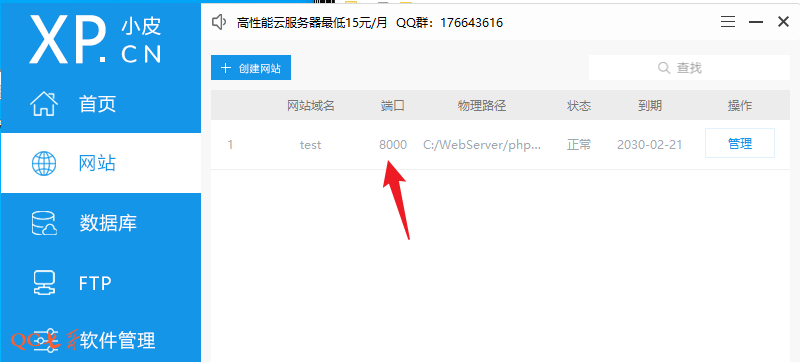 XP.CN 小皮
高性能云服务器最低15元/月 QQ群：176643616
首页
网站
数据库
FTP
软件管理
+ 创建网站
查找
网站域名 端口 物理路径 状态 到期 操作
1 test 8000 C:/WebServer/php... 正常 2030-02-21 管理